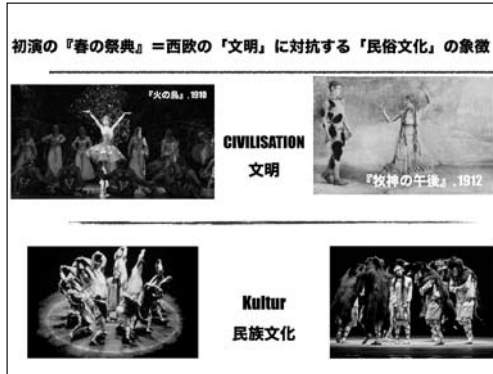 初演の『春の祭典』=西欧の「文明」に対抗する「民俗文化」の象徴
『火の鳥』, 1910
CIVILISATION
文明
『牧神の午後』, 1912
Kultur
民族文化